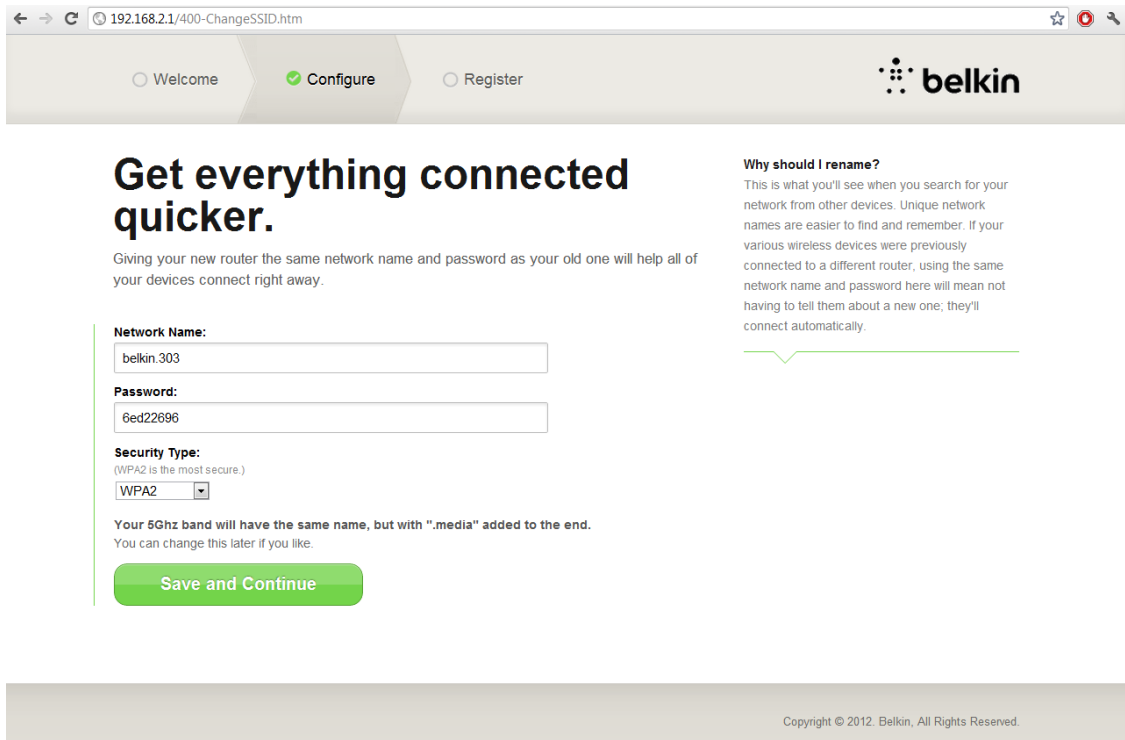 192.168.2.1/400-ChangeSSID.htm
Welcome
Configure
Register
belkin
Get everything connected
quicker.
Giving your new router the same network name and password as your old one will help all of
your devices connect right away.
Network Name:
belkin.303
Password:
6ed22696
Security Type:
(WPA2 is the most secure.)
WPA2
Your 5Ghz band will have the same name, but with ".media" added to the end.
You can change this later if you like.
Save and Continue
Why should I rename?
This is what you'll see when you search for your
network from other devices. Unique network
names are easier to find and remember. If your
various wireless devices were previously
connected to a different router, using the same
network name and password here will mean not
having to tell them about a new one; they'll
connect automatically.
Copyright © 2012. Belkin, All Rights Reserved.